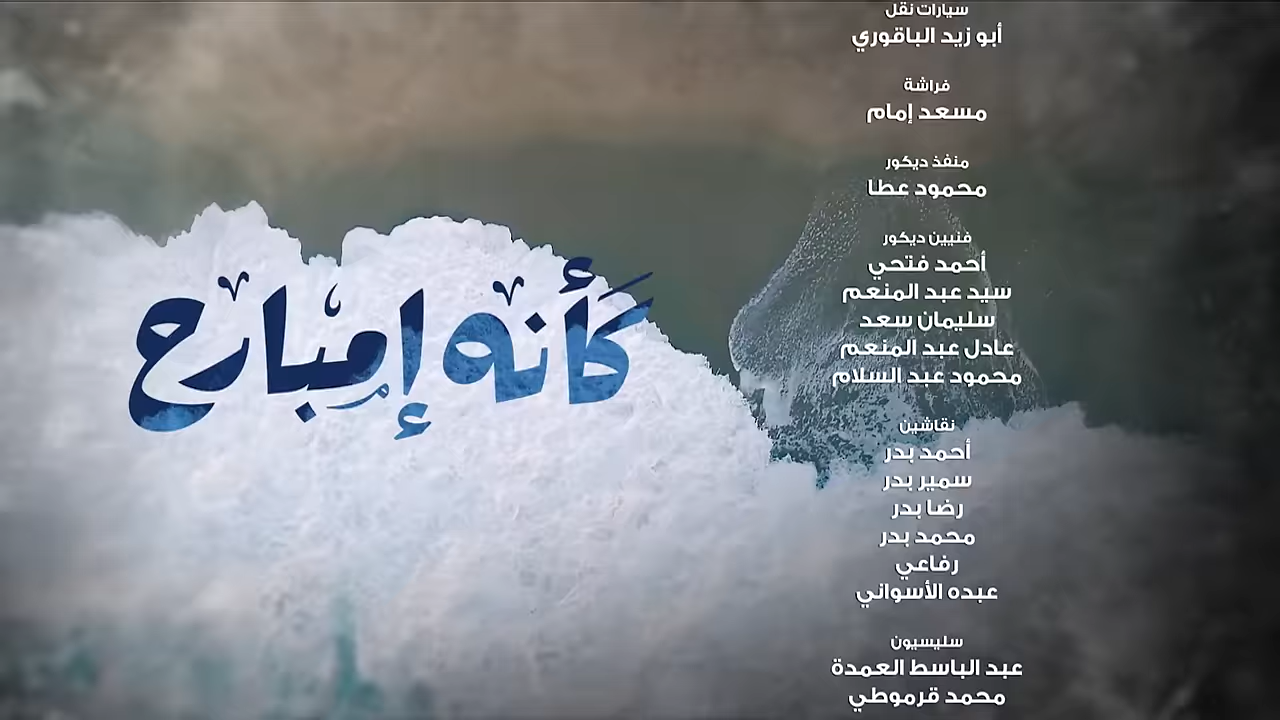 كأنه إمبارح
سيارات نقل
أبو زيد الباقوري
فراشة
مسعد إمام
منفذ ديكور
محمود عطا
فنيين ديكور
أحمد فتحي
سيد عبد المنعم
سليمان سعد
عادل عبد المنعم
محمود عبد السلام
نقاشين
أحمد بدر
سمير بدر
رضا بدر
محمد بدر
رفاعي
عبده الأسواني
سليسيون
عبد الباسط العمدة
محمد قرموطي